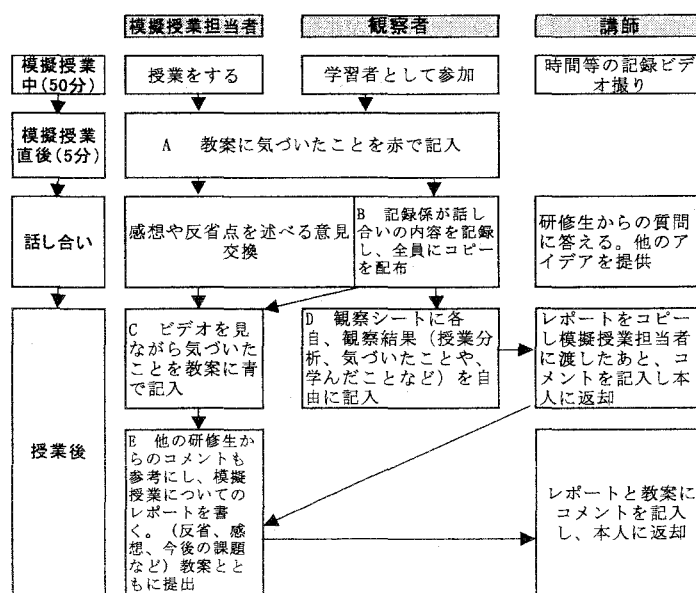 模擬授業担当者
観察者
講師
模擬授業
中(50分)
授業をする
学習者として参加
時間等の記録ビデ
オ撮り
模擬授業
直後(5分)
A 教案に気づいたことを赤で記入
話し合い
感想や反省点を述べる意見
交換
B 記録係が話し
合いの内容を記録
し、全員にコピー
を配布
研修生からの質問
に答える。他のア
イデアを提供
授業後
C ビデオを見
ながら気づいた
ことを教案に青
で記入
D 観察シートに各
自、観察結果（授業分
析、気づいたことや、
学んだことなど）を自
由に記入
レポートをコピー
し模擬授業担当者
に渡したあと、コ
メントを記入し本
人に返却
E 他の研修生か
らのコメントも
参考にし、模擬
授業についての
レポートを書
く。（反省、感
想、今後の課題
など）教案とと
もに提出
レポートと教案に
コメントを記入
し、本人に返却